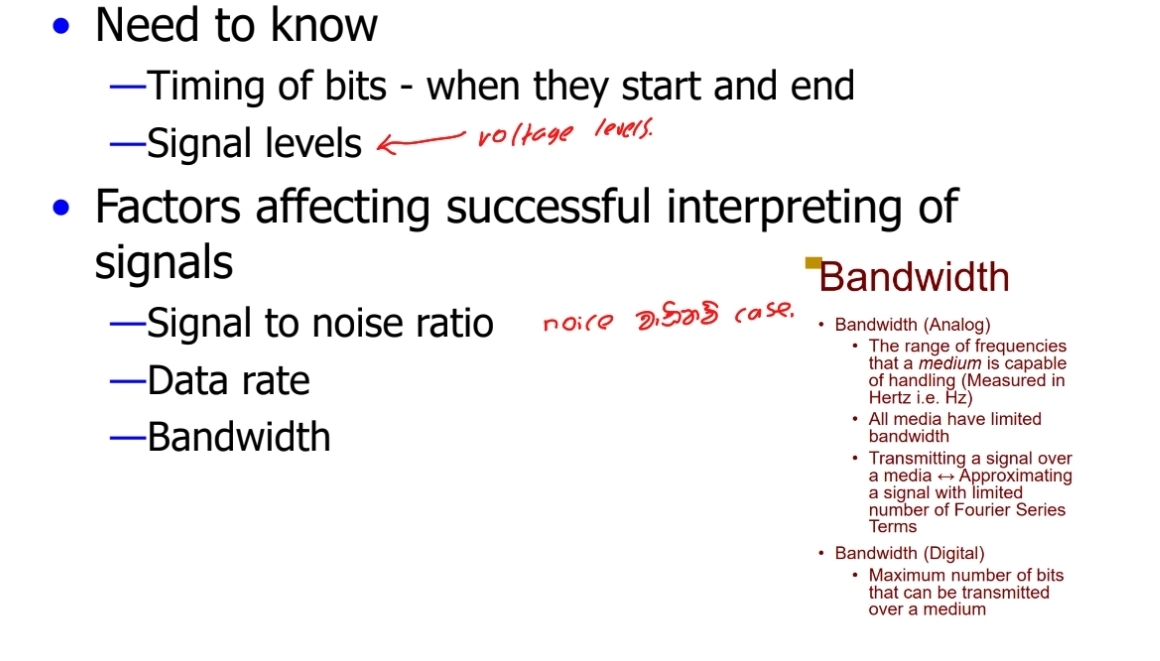 • Need to know
—Timing of bits - when they start and end
—Signal levels ← voltage levels.
• Factors affecting successful interpreting of
signals
—Signal to noise ratio noice case.
—Data rate
—Bandwidth
Bandwidth
• Bandwidth (Analog)
• The range of frequencies
that a medium is capable
of handling (Measured in
Hertz i.e. Hz)
• All media have limited
bandwidth
• Transmitting a signal over
a media ↔ Approximating
a signal with limited
number of Fourier Series
Terms
• Bandwidth (Digital)
• Maximum number of bits
that can be transmitted
over a medium